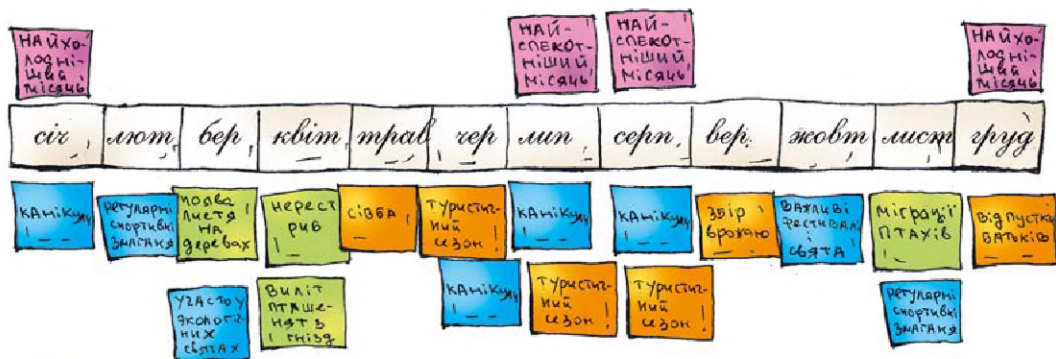 НАЙХО-
ЛОДНІ-
ШИЙ
МІСЯЦЬ
НАЙ-
СПЕКОТ-
НІШИЙ
МІСЯЦЬ
НАЙ-
СПЕКОТ-
НІШИЙ
МІСЯЦЬ
НАЙХО-
ЛОДНІ-
ШИЙ
МІСЯЦЬ
січ лют бер квіт трав чер лип серп вер жовт лист груд
КАНІКУЛИ
РЕГУЛЯРНІ
СПОРТИВНІ
ЗМАГАНЯ
ПОЯВА
ЛИСТЯ
НА
ДЕРЕВАХ
НЕРЕСТ
РИБ
СІВБА
ТУРИСТИЧ-
НИЙ
СЕЗОН
КАНІКУЛИ
КАНІКУЛИ
ЗБІР
ВРОЖАЮ
ВАЖЛИВІ
ФЕСТИВАЛІ
І
СВЯТА
МІГРАЦІЇ
ПТАХІВ
ВІДПУСТКА
БАТЬКІВ
УЧАСТЬ У
ЕКОЛОГІЧ-
НИХ
СВЯТАХ
ВИЛІТ
ПТАШЕ-
НЯТ З
ГНІЗД
КАНІКУЛИ
ТУРИСТИЧ-
НИЙ
СЕЗОН
ТУРИСТИЧ-
НИЙ
СЕЗОН
РЕГУЛЯРНІ
СПОРТИВНІ
ЗМАГАНЯ